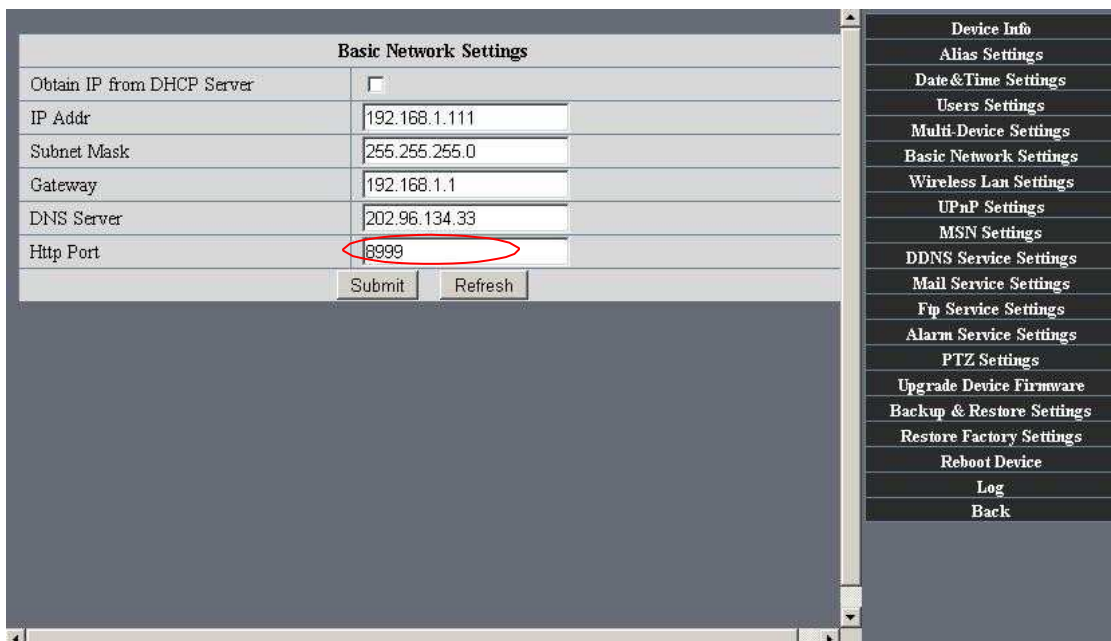 Basic Network Settings
Obtain IP from DHCP Server
IP Addr 192.168.1.111
Subnet Mask 255.255.255.0
Gateway 192.168.1.1
DNS Server 202.96.134.33
Http Port 8999
Submit Refresh
Device Info
Alias Settings
Date&Time Settings
Users Settings
Multi-Device Settings
Basic Network Settings
Wireless Lan Settings
UPnP Settings
MSN Settings
DDNS Service Settings
Mail Service Settings
Ftp Service Settings
Alarm Service Settings
PTZ Settings
Upgrade Device Firmware
Backup & Restore Settings
Restore Factory Settings
Reboot Device
Log
Back